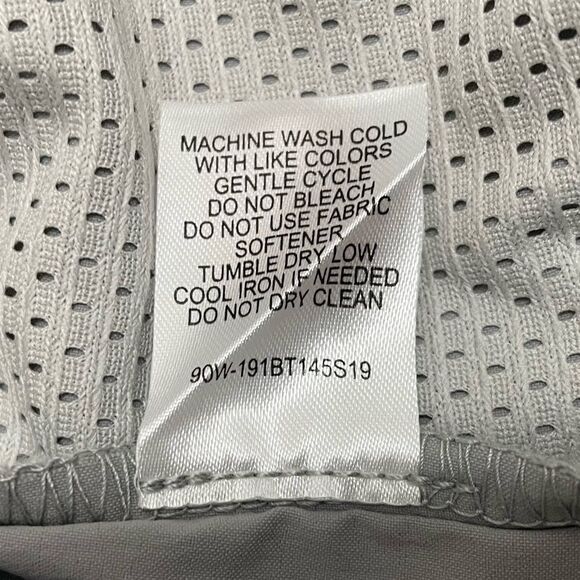 MACHINE WASH COLD
WITH LIKE COLORS
GENTLE CYCLE
DO NOT BLEACH
DO NOT USE FABRIC
SOFTENER
TUMBLE DRY LOW
COOL IRON IF NEEDED
DO NOT DRY CLEAN
90W-191BT145S19